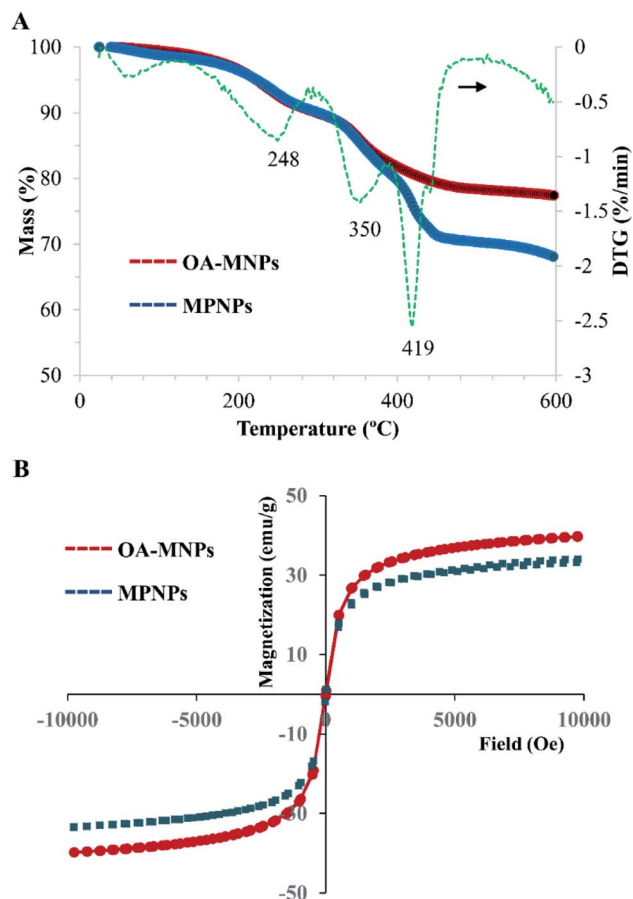 A
100
90
80
70
60
50
Mass (%)
OA-MNPs
MPNPs
248
350
419
0
-0.5
-1
-1.5
-2
-2.5
-3
DTG (%/min)
0
200
400
600
Temperature (ºC)
B
OA-MNPs
MPNPs
Magnetization (emu/g)
50
30
10
-10
-30
-50
-10000
-5000
0
5000
10000
Field (Oe)